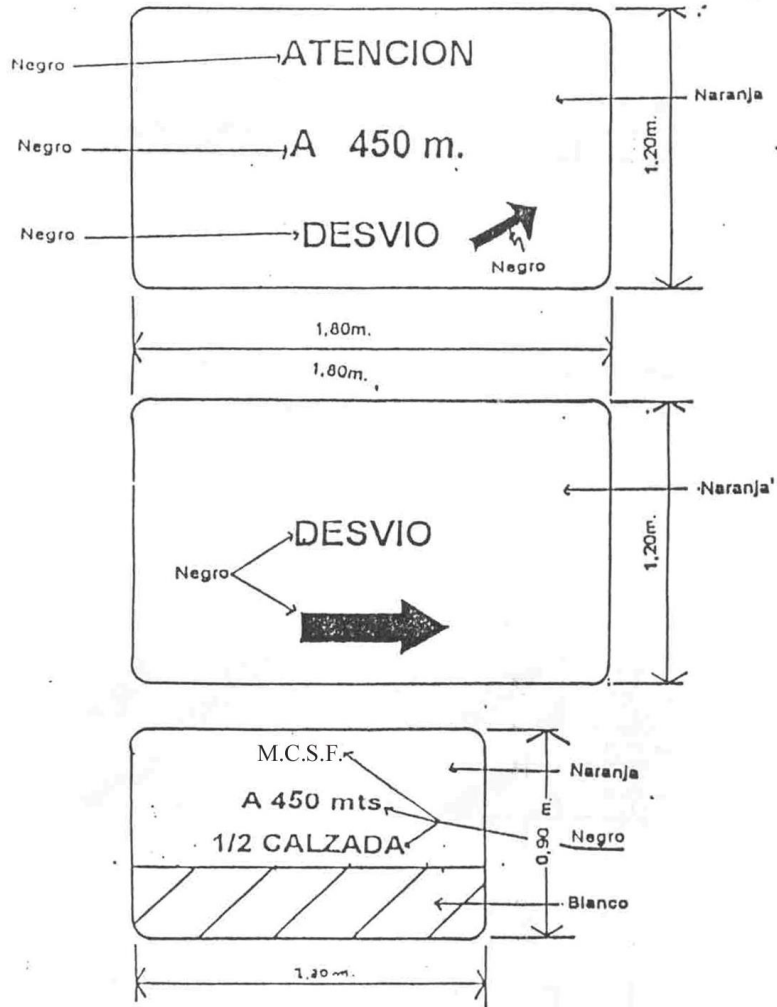 Negro
ATENCION
Naranja
Negro
A 450 m.
1,20m.
Negro
DESVIO
Negro
1,80m.
1,80m.
Naranja
DESVIO
1,20m.
Negro
M.C.S.F.
Naranja
A 450 mts
Negro
1/2 CALZADA
0,90 m
Blanco